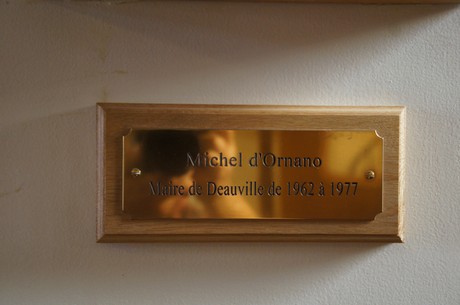 Michel d'Ornano
Maire de Deauville de 1962 à 1977